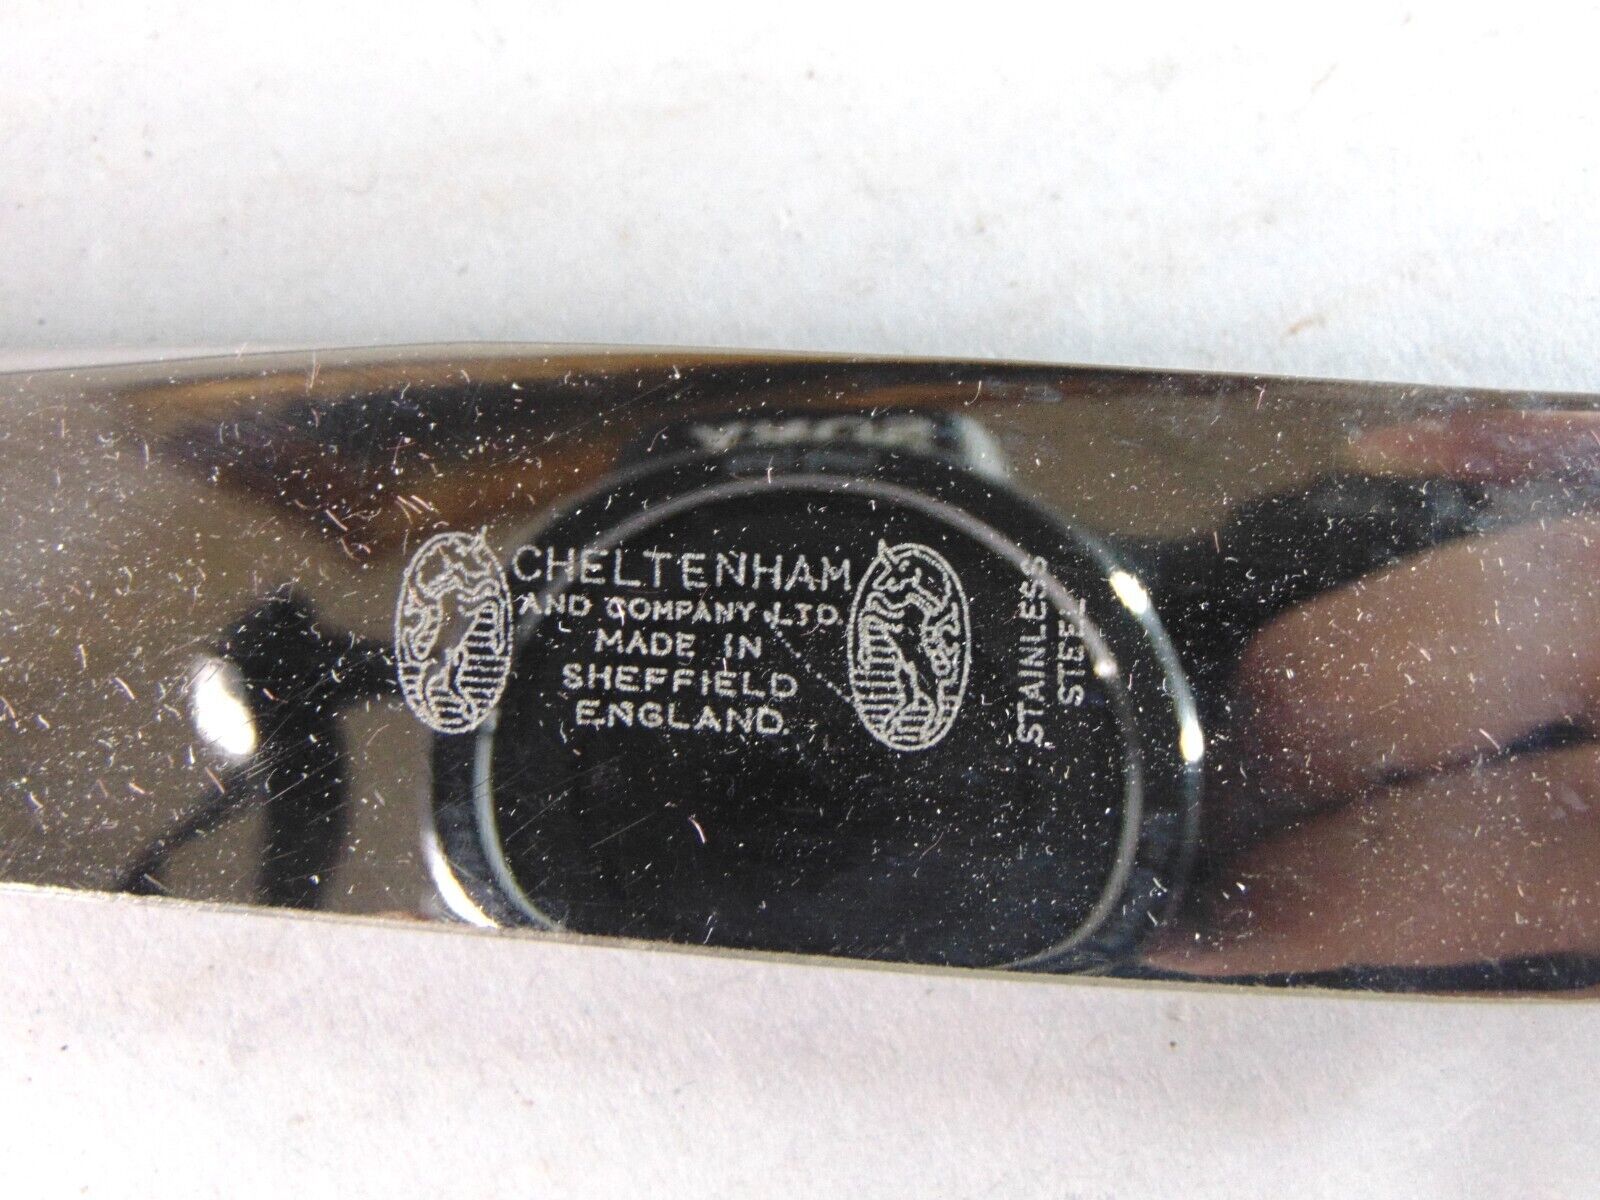 CHELTENHAM
AND COMPANY LTD.
MADE IN
SHEFFIELD
ENGLAND.
STAINLESS
STEEL